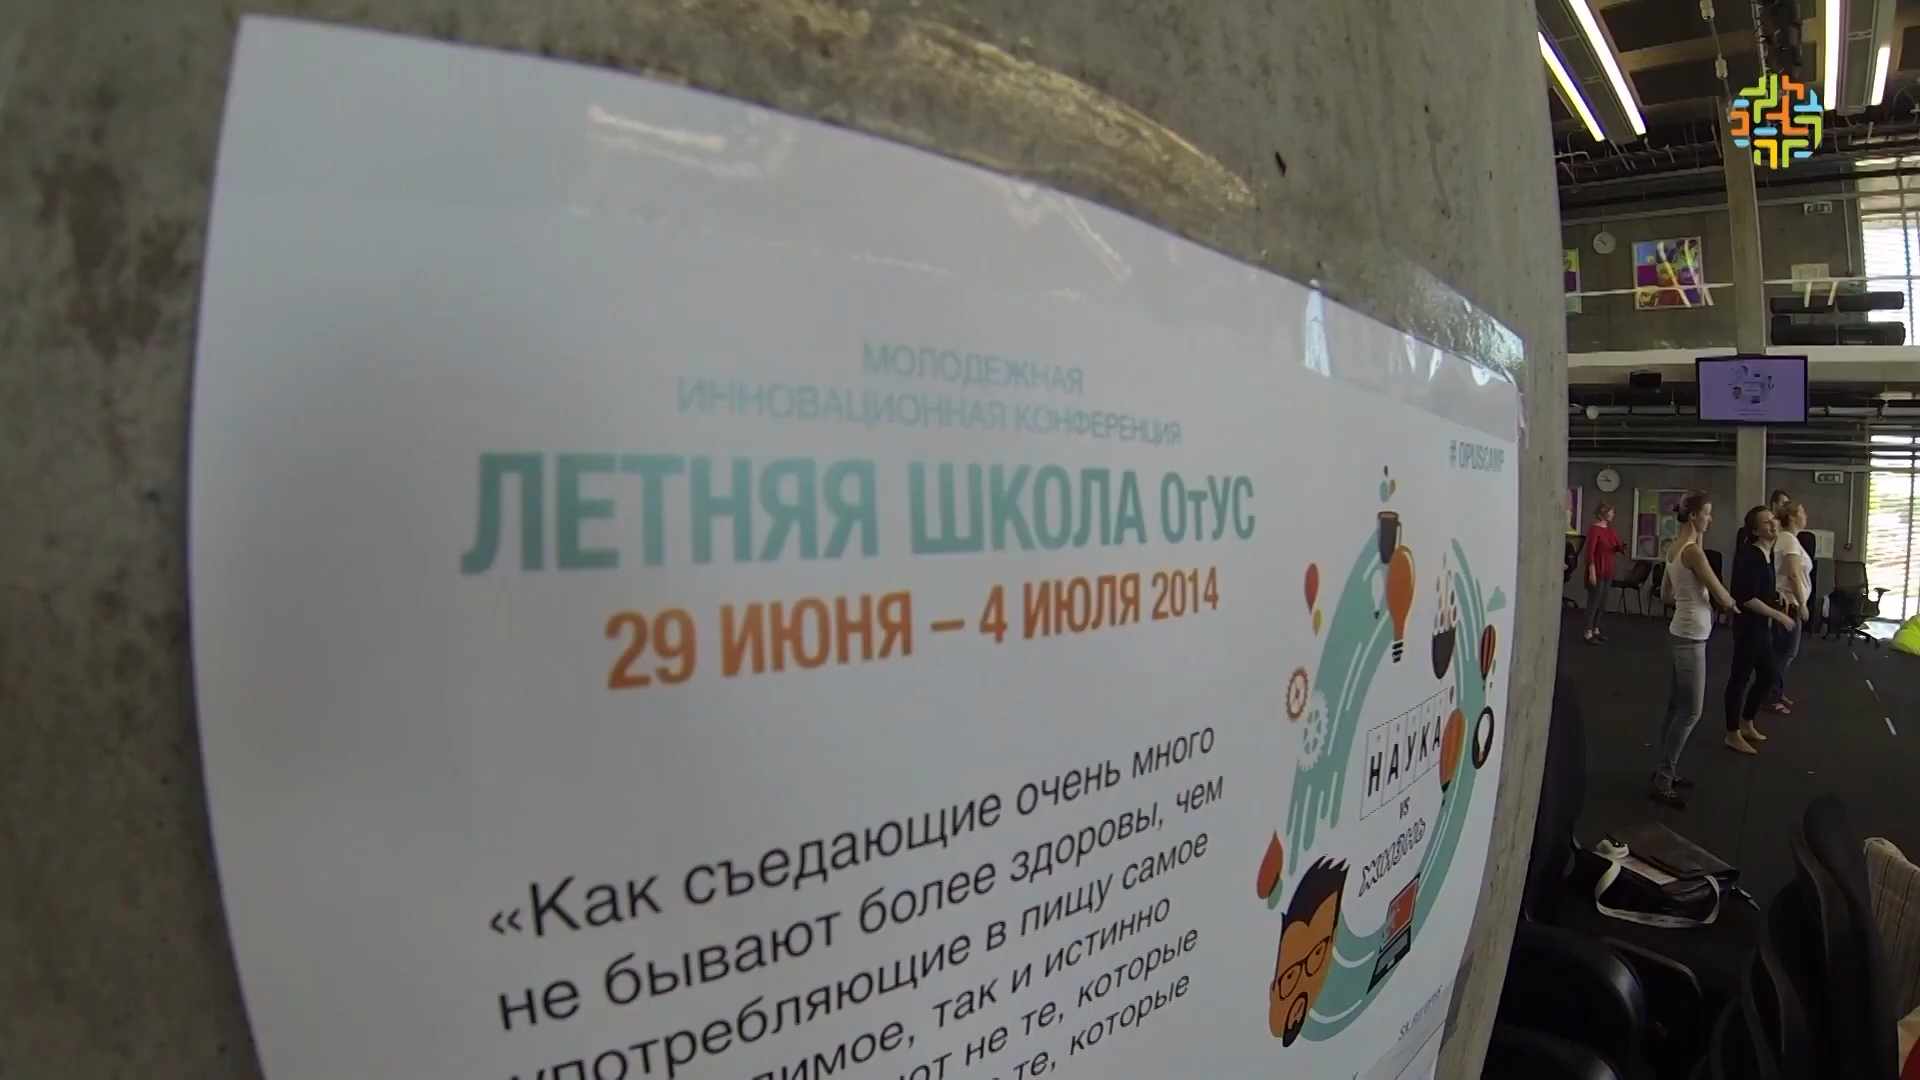 МОЛОДЕЖНАЯ
ИННОВАЦИОННАЯ КОНФЕРЕНЦИЯ
ЛЕТНЯЯ ШКОЛА ОтУС
29 ИЮНЯ – 4 ИЮЛЯ 2014
# OPUSCAMP
НАУКА
vs
жизнь
«Как съедающие очень много
не бывают более здоровы, чем
употребляющие в пищу самое
так и истинно
не те, которые
те, которые